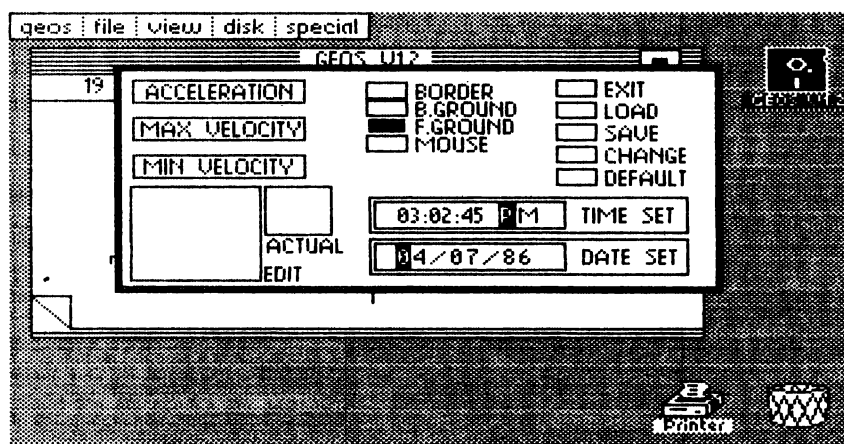 geos file view disk special
GEOS V1.2
19
ACCELERATION
MAX VELOCITY
MIN VELOCITY
BORDER
B.GROUND
F.GROUND
MOUSE
EXIT
LOAD
SAVE
CHANGE
DEFAULT
03:02:45 PM TIME SET
04/07/86 DATE SET
ACTUAL
EDIT
Printer